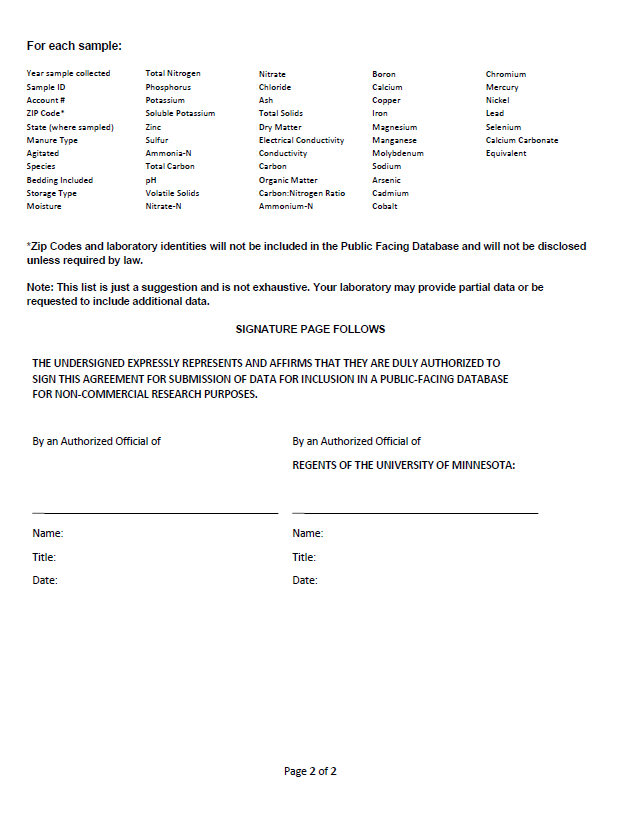 For each sample:
Year sample collected Total Nitrogen Nitrate Boron Chromium
Sample ID Phosphorus Chloride Calcium Mercury
Account # Potassium Ash Copper Nickel
ZIP Code* Soluble Potassium Total Solids Iron Lead
State (where sampled) Zinc Dry Matter Magnesium Selenium
Manure Type Sulfur Electrical Conductivity Manganese Calcium Carbonate
Agitated Ammonia-N Conductivity Molybdenum Equivalent
Species Total Carbon Carbon Sodium
Bedding Included pH Organic Matter Arsenic
Storage Type Volatile Solids Carbon:Nitrogen Ratio Cadmium
Moisture Nitrate-N Ammonium-N Cobalt
*Zip Codes and laboratory identities will not be included in the Public Facing Database and will not be disclosed
unless required by law.
Note: This list is just a suggestion and is not exhaustive. Your laboratory may provide partial data or be
requested to include additional data.
SIGNATURE PAGE FOLLOWS
THE UNDERSIGNED EXPRESSLY REPRESENTS AND AFFIRMS THAT THEY ARE DULY AUTHORIZED TO
SIGN THIS AGREEMENT FOR SUBMISSION OF DATA FOR INCLUSION IN A PUBLIC-FACING DATABASE
FOR NON-COMMERCIAL RESEARCH PURPOSES.
By an Authorized Official of By an Authorized Official of
REGENTS OF THE UNIVERSITY OF MINNESOTA:
Name: Name:
Title: Title:
Date: Date:
Page 2 of 2